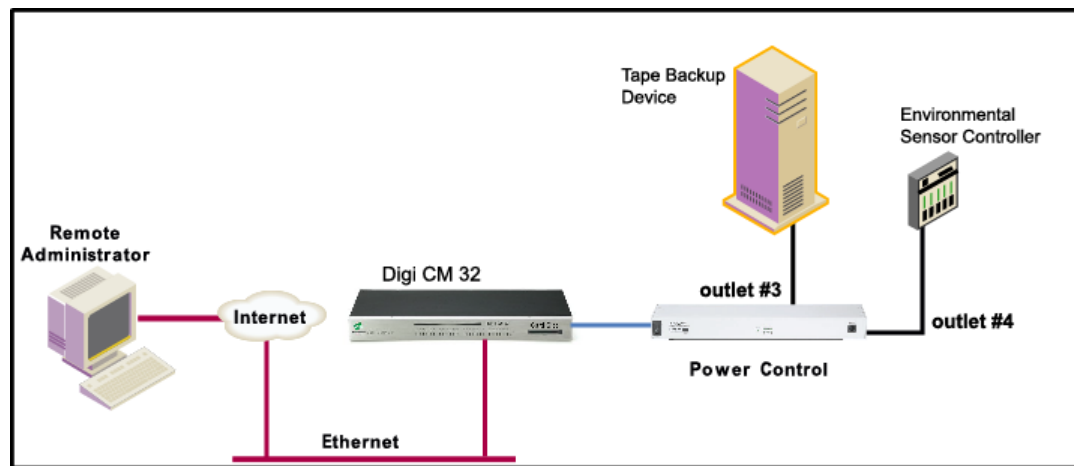 Tape Backup
Device
Environmental
Sensor Controller
Remote
Administrator
Digi CM 32
outlet #3
Internet
outlet #4
Power Control
Ethernet